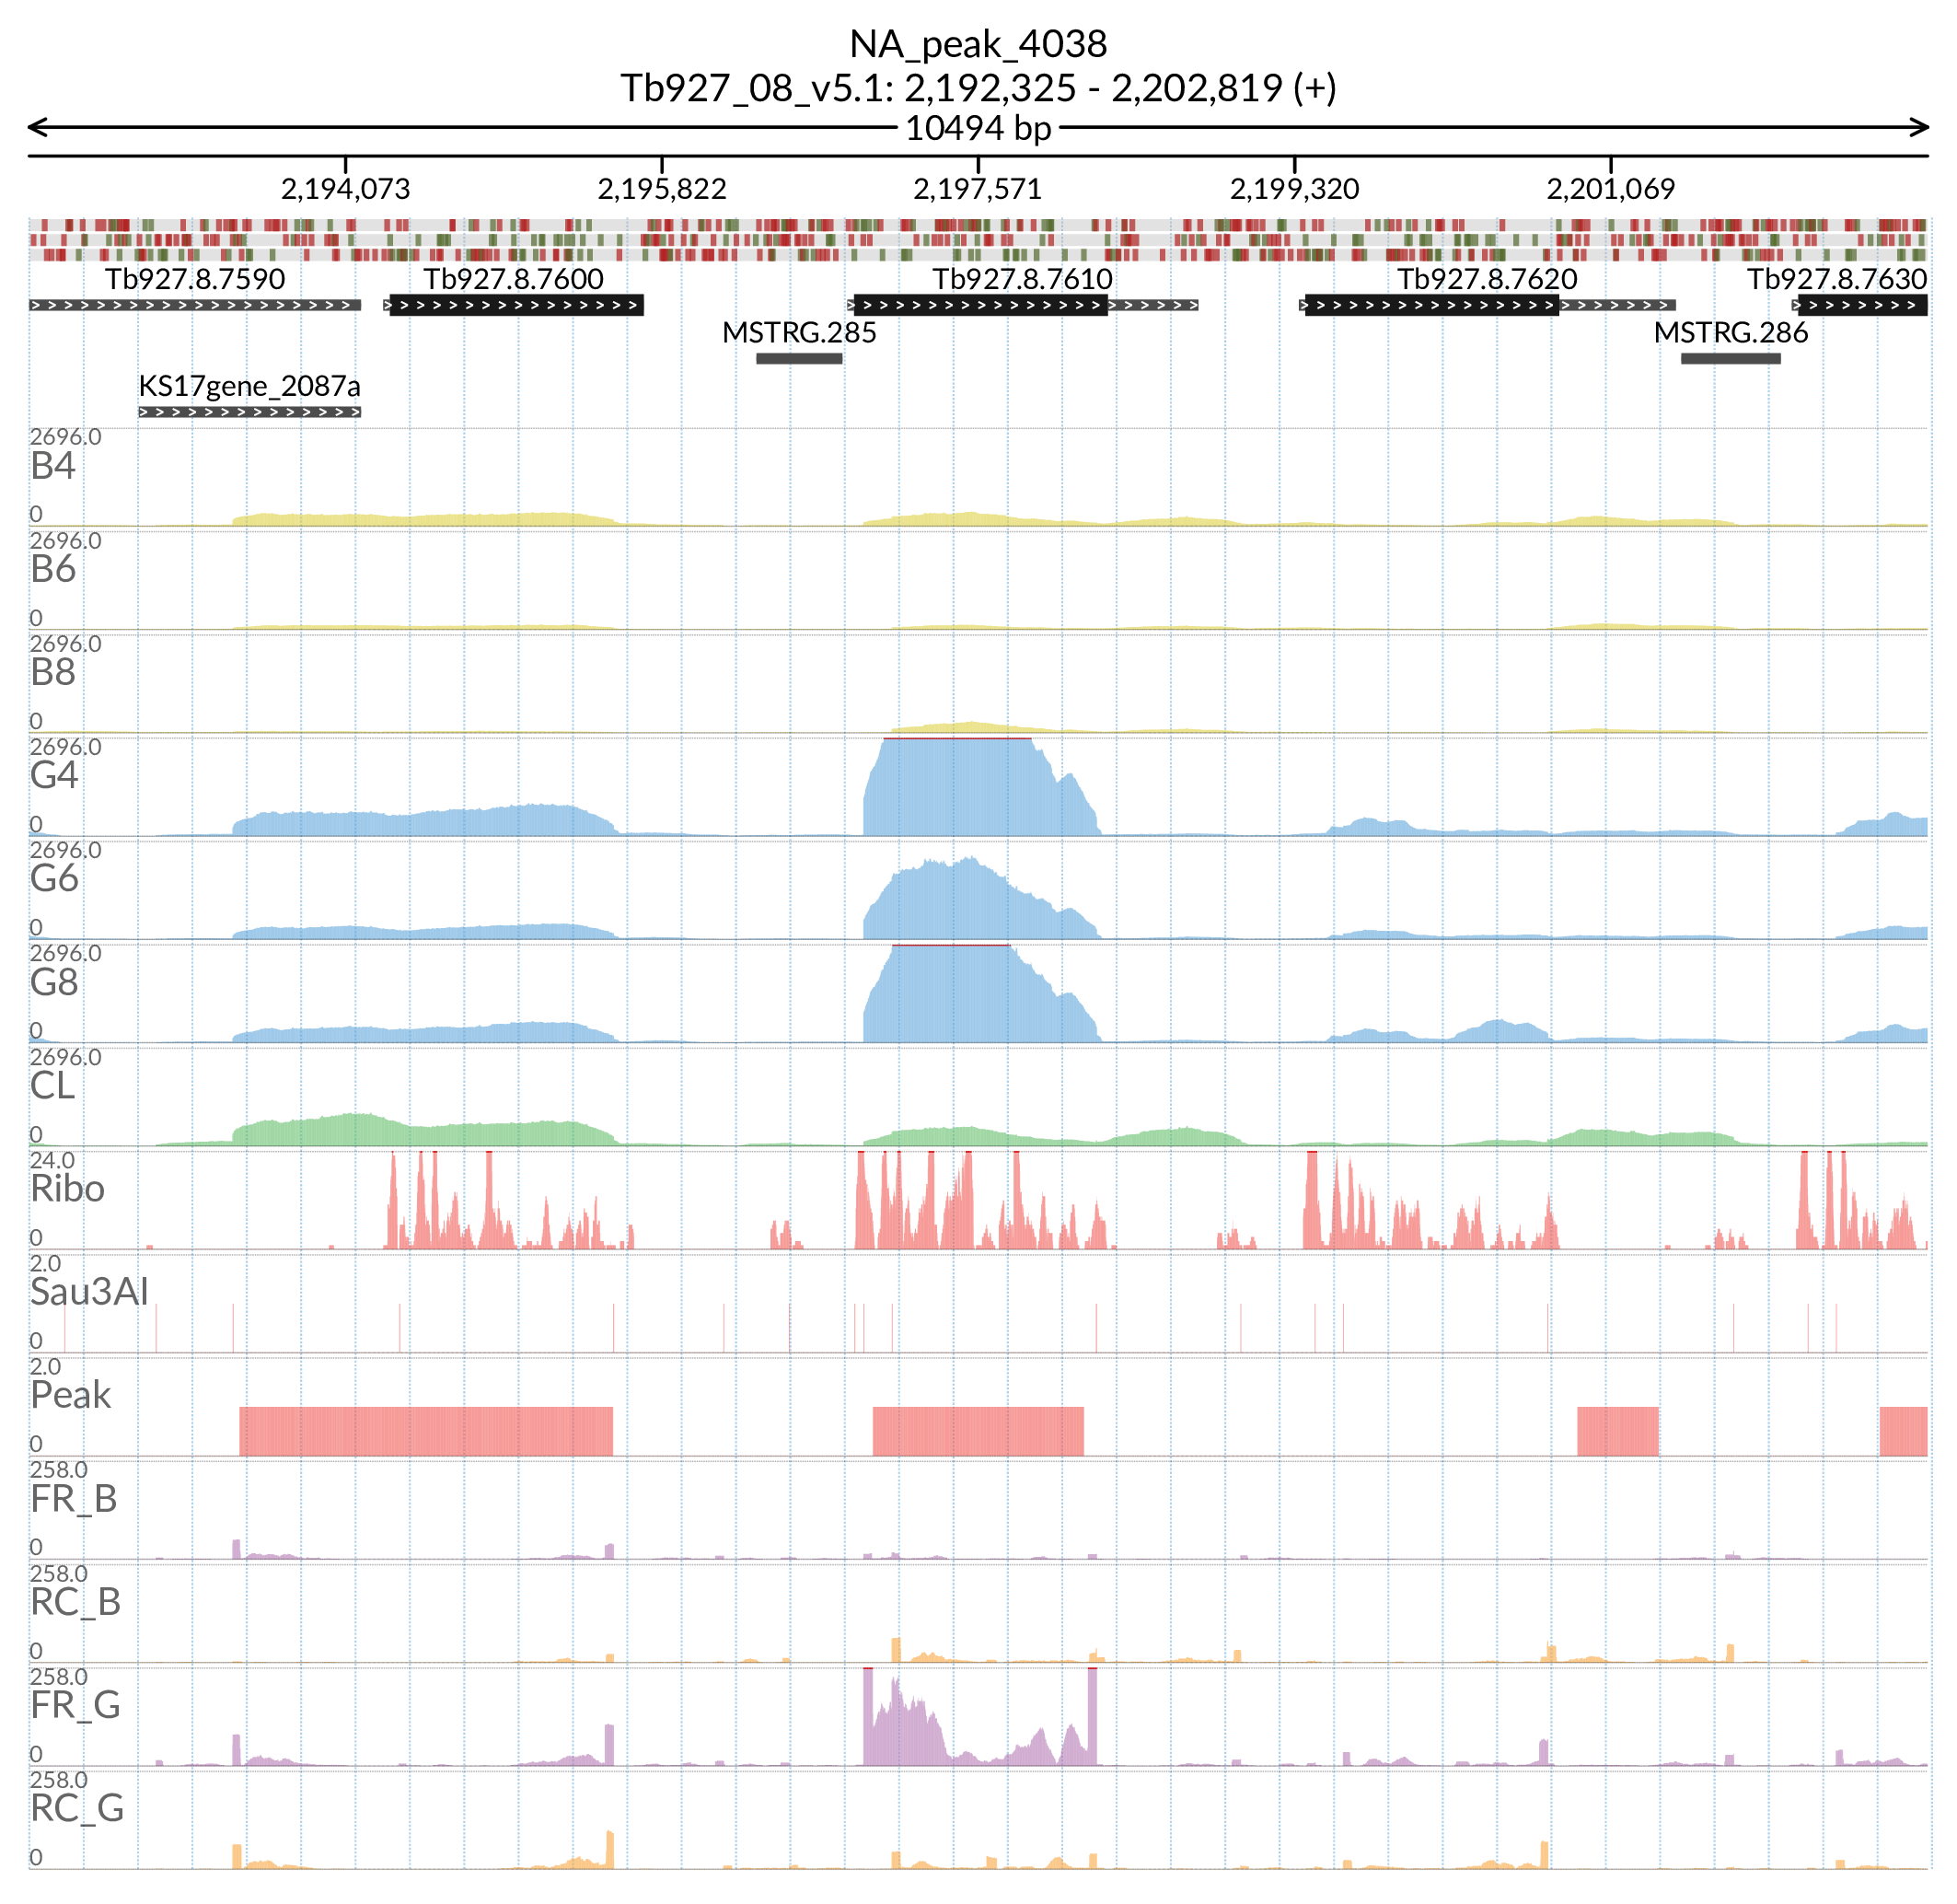 NA_peak_4038
Tb927_08_v5.1: 2,192,325 - 2,202,819 (+)
10494 bp
2,194,073 2,195,822 2,197,571 2,199,320 2,201,069
Tb927.8.7590 Tb927.8.7600 Tb927.8.7610 Tb927.8.7620 Tb927.8.7630
MSTRG.285 MSTRG.286
KS17gene_2087a
2696.0
B4
0
2696.0
B6
0
2696.0
B8
0
2696.0
G4
0
2696.0
G6
0
2696.0
G8
0
2696.0
CL
0
24.0
Ribo
0
2.0
Sau3AI
0
2.0
Peak
0
258.0
FR_B
0
258.0
RC_B
0
258.0
FR_G
0
258.0
RC_G
0